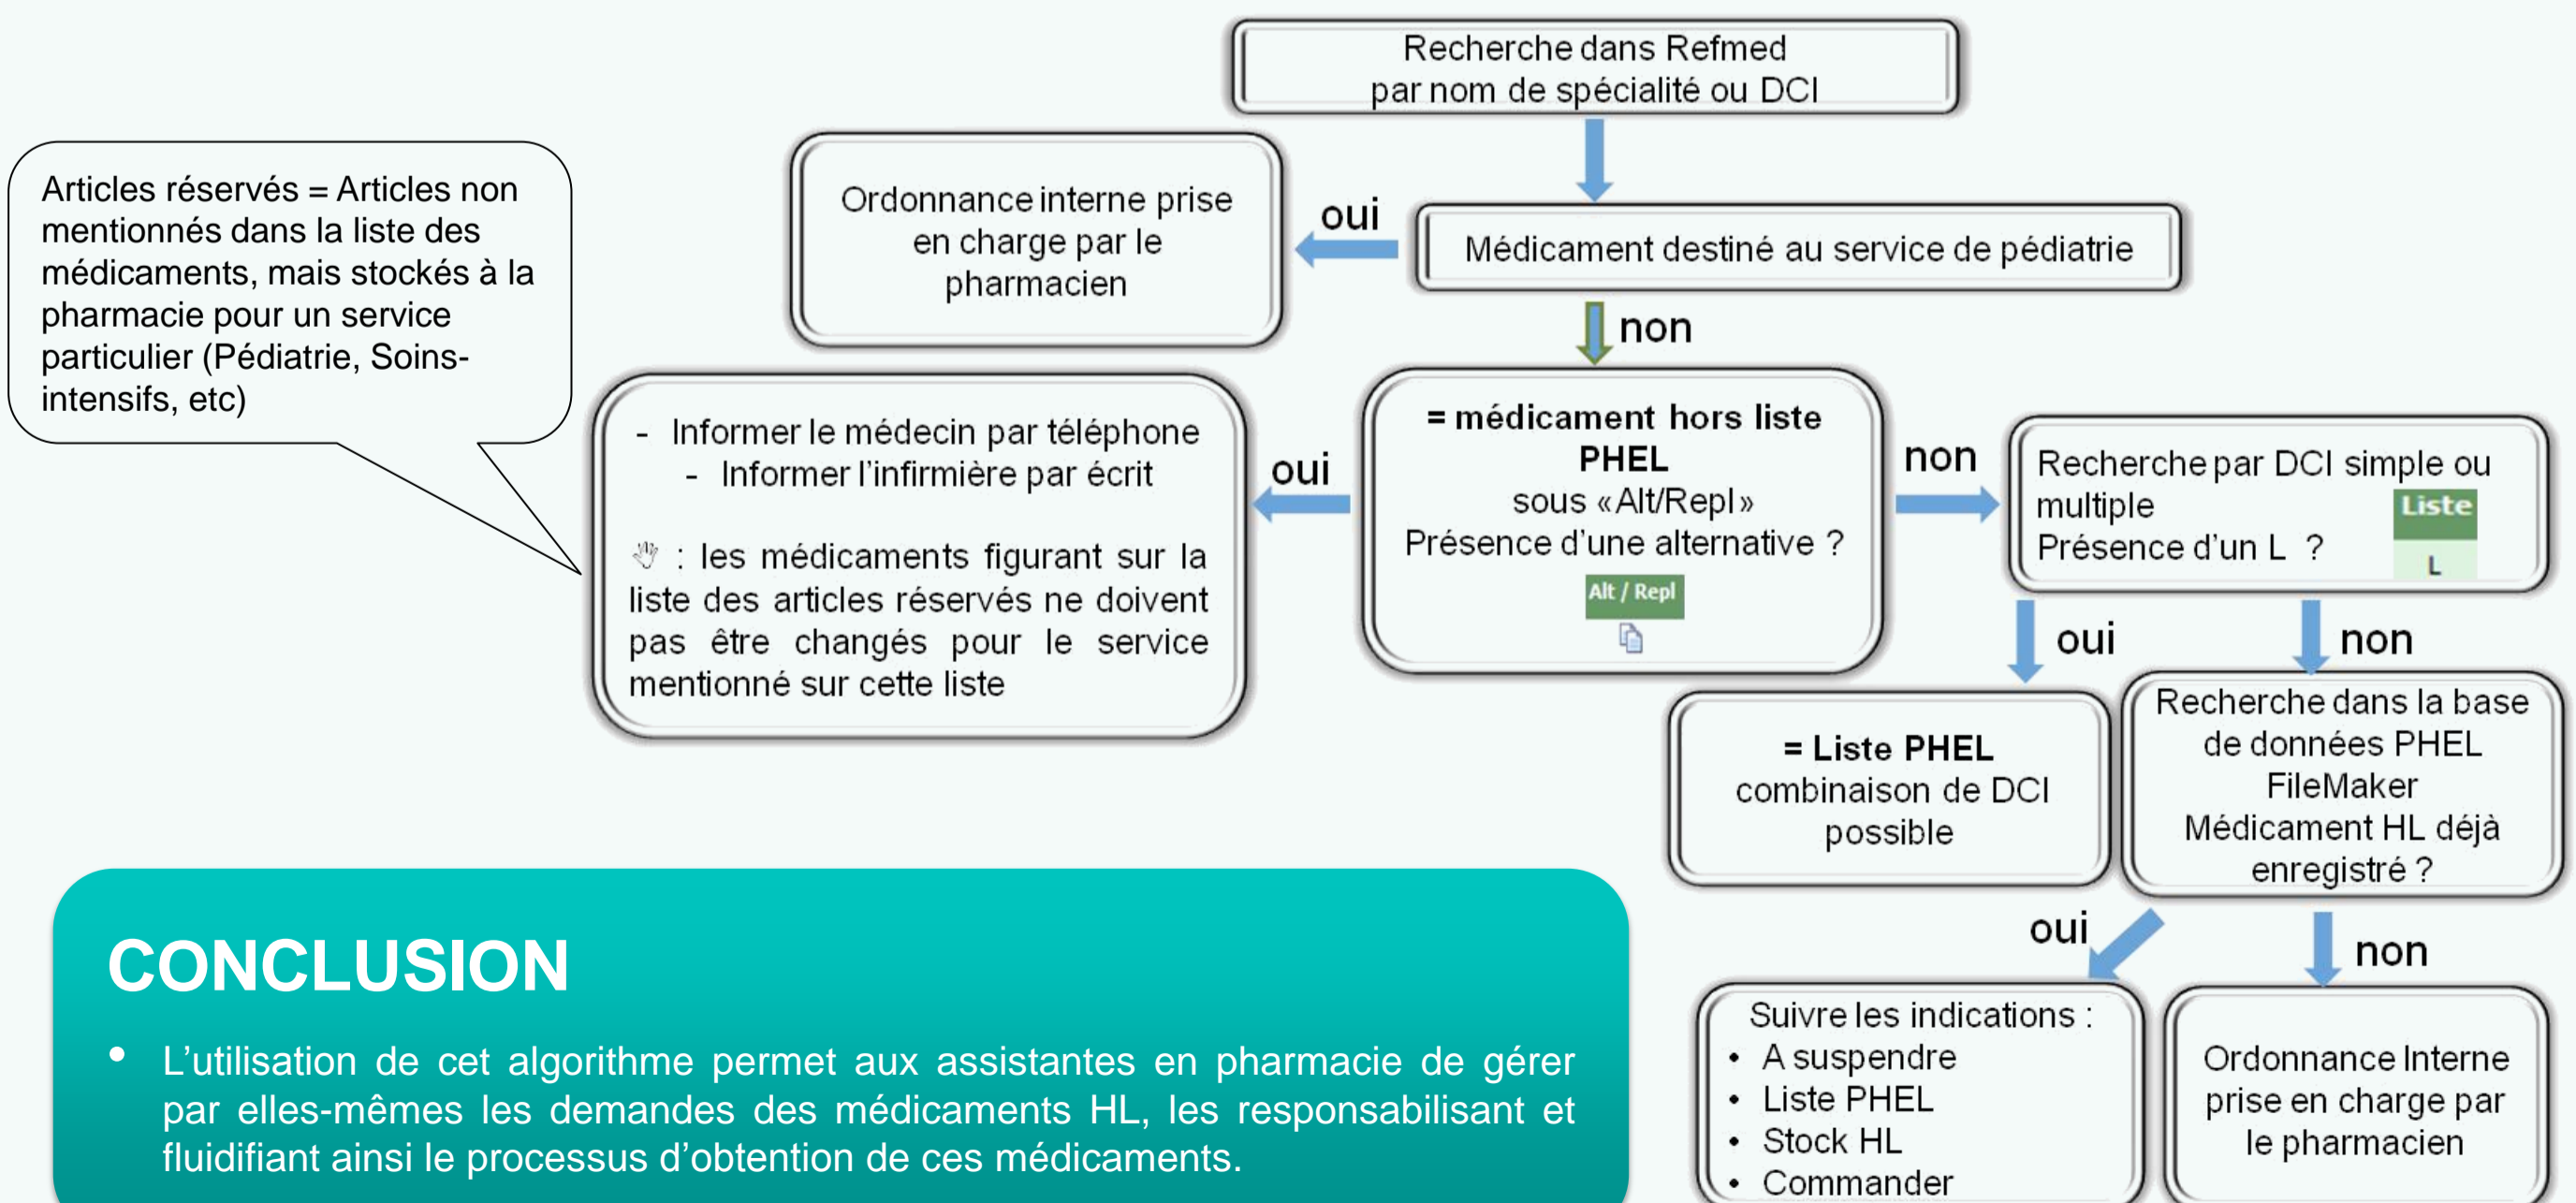 Recherche dans Refmed
par nom de spécialité ou DCI
Articles réservés = Articles non
mentionnés dans la liste des
médicaments, mais stockés à la
pharmacie pour un service
particulier (Pédiatrie, Soins-
intensifs, etc)
Ordonnance interne prise
en charge par le
pharmacien
oui
Médicament destiné au service de pédiatrie
non
- Informer le médecin par téléphone
- Informer l'infirmière par écrit
: les médicaments figurant sur la
liste des articles réservés ne doivent
pas être changés pour le service
mentionné sur cette liste
oui
= médicament hors liste
PHEL
sous «Alt/Repl»
Présence d'une alternative ?
Alt / Repl
non
Recherche par DCI simple ou
multiple
Présence d'un L ?
Liste
L
oui
non
= Liste PHEL
combinaison de DCI
possible
Recherche dans la base
de données PHEL
FileMaker
Médicament HL déjà
enregistré ?
oui
non
Suivre les indications :
• A suspendre
• Liste PHEL
• Stock HL
• Commander
Ordonnance Interne
prise en charge par
le pharmacien
CONCLUSION
• L'utilisation de cet algorithme permet aux assistantes en pharmacie de gérer
par elles-mêmes les demandes des médicaments HL, les responsabilisant et
fluidifiant ainsi le processus d'obtention de ces médicaments.